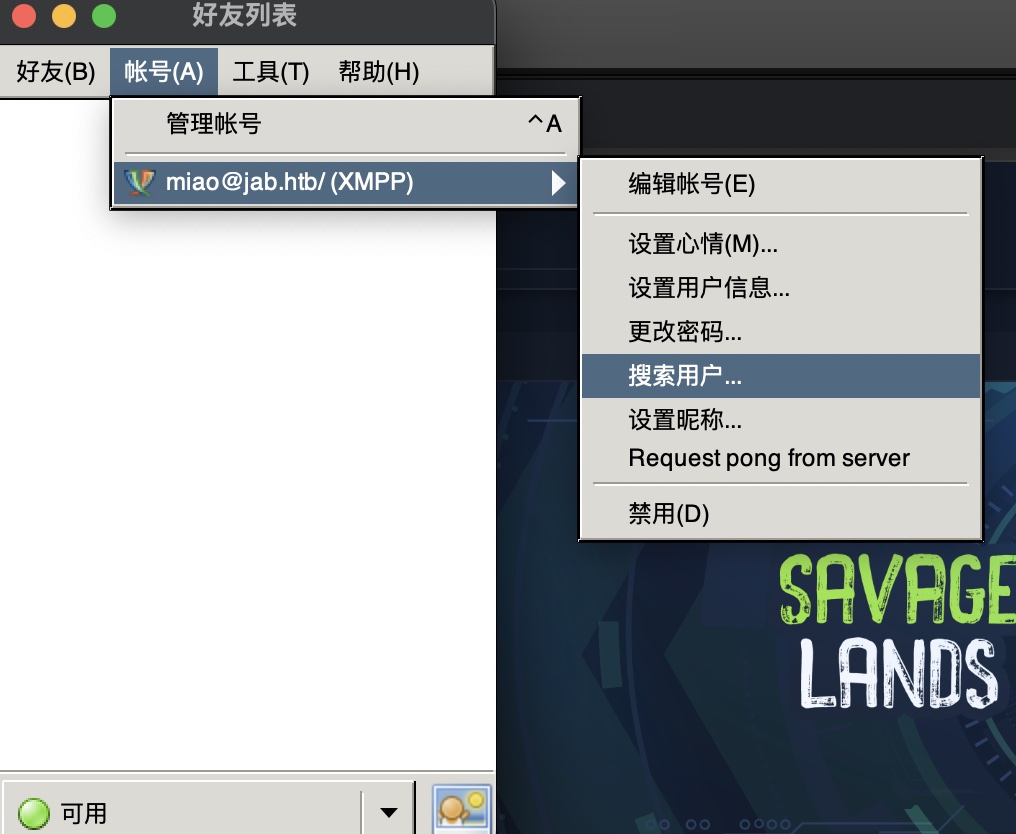 好友列表
好友(B) 帐号(A) 工具(T) 帮助(H)
管理帐号 ^A
miao@jab.htb/ (XMPP)
编辑帐号(E)
设置心情(M)...
设置用户信息...
更改密码...
搜索用户...
设置昵称...
Request pong from server
禁用(D)
SAVAGE
LANDS
可用